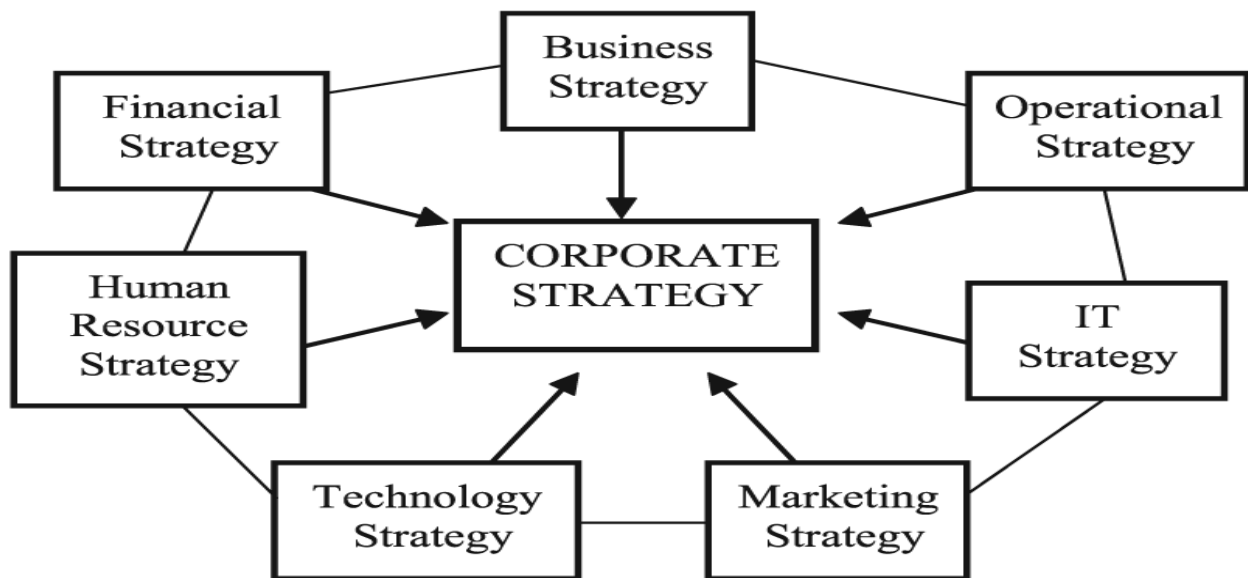 Business
Strategy
Financial
Strategy
Operational
Strategy
CORPORATE
STRATEGY
Human
Resource
Strategy
IT
Strategy
Technology
Strategy
Marketing
Strategy